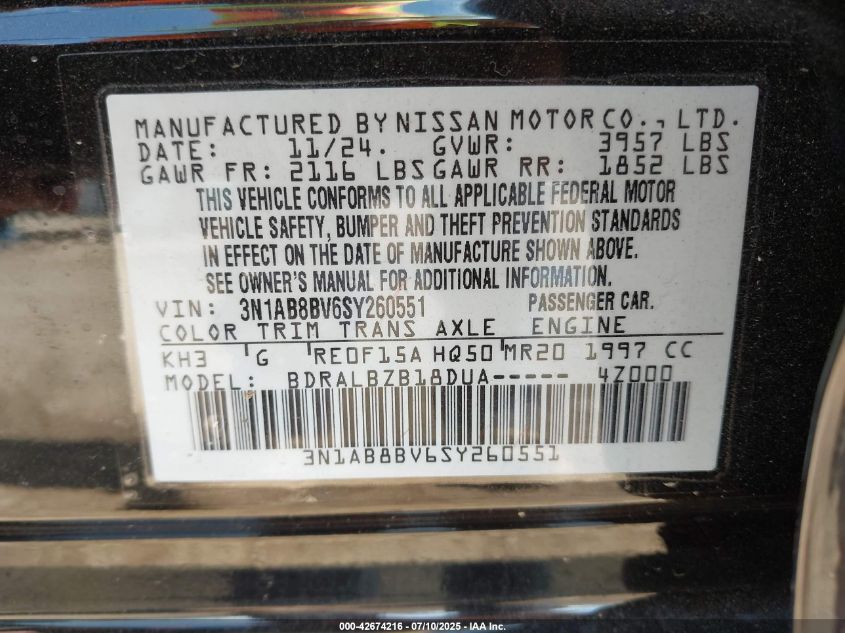 MANUFACTURED BY NISSAN MOTOR CO., LTD.
DATE: 11/24. GVWR: 3957 LBS
GAWR FR: 2116 LBS GAWR RR: 1852 LBS
THIS VEHICLE CONFORMS TO ALL APPLICABLE FEDERAL MOTOR
VEHICLE SAFETY, BUMPER AND THEFT PREVENTION STANDARDS
IN EFFECT ON THE DATE OF MANUFACTURE SHOWN ABOVE.
SEE OWNER'S MANUAL FOR ADDITIONAL INFORMATION.
VIN: 3N1AB8BV6SY260551 PASSENGER CAR.
COLOR TRIM TRANS AXLE ENGINE
KH3 G RE0F15A HQ50 MR20 1997 CC
MODEL: BDRALBZB18DUA----- 4Z000
3N1AB8BV6SY260551
000-42674216 - 07/10/2025 - IAA Inc.